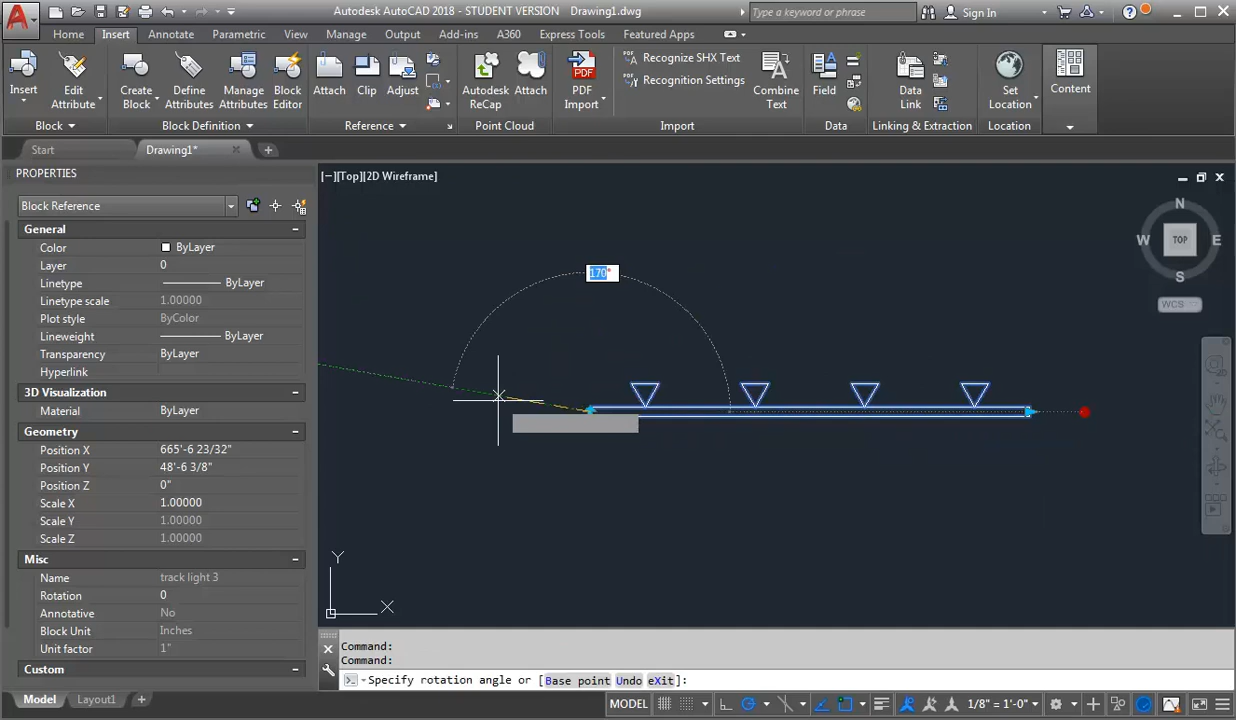 Autodesk AutoCAD 2018 - STUDENT VERSION Drawing1.dwg
Type a keyword or phrase
Sign In
Home Insert Annotate Parametric View Manage Output Add-ins A360 Express Tools Featured Apps
Insert
Edit Attribute
Create Block
Define Attributes
Manage Attributes
Block Editor
Attach
Clip
Adjust
Autodesk ReCap
Attach
PDF Import
Recognize SHX Text
Recognition Settings
Combine Text
Field
Data Link
Set Location
Content
Block
Block Definition
Reference
Point Cloud
Import
Data
Linking & Extraction
Location
Start
Drawing1*
PROPERTIES
[−][Top][2D Wireframe]
Block Reference
General
Color ByLayer
Layer 0
Linetype ByLayer
Linetype scale 1.00000
Plot style ByColor
Lineweight ByLayer
Transparency ByLayer
Hyperlink
3D Visualization
Material ByLayer
Geometry
Position X 665'-6 23/32"
Position Y 48'-6 3/8"
Position Z 0"
Scale X 1.00000
Scale Y 1.00000
Scale Z 1.00000
Misc
Name track light 3
Rotation 0
Annotative No
Block Unit Inches
Unit factor 1"
Custom
170°
N
W TOP E
S
WCS
Y
X
Command:
Command:
Specify rotation angle or [Base point Undo eXit]:
Model Layout1
MODEL
1/8" = 1'-0"